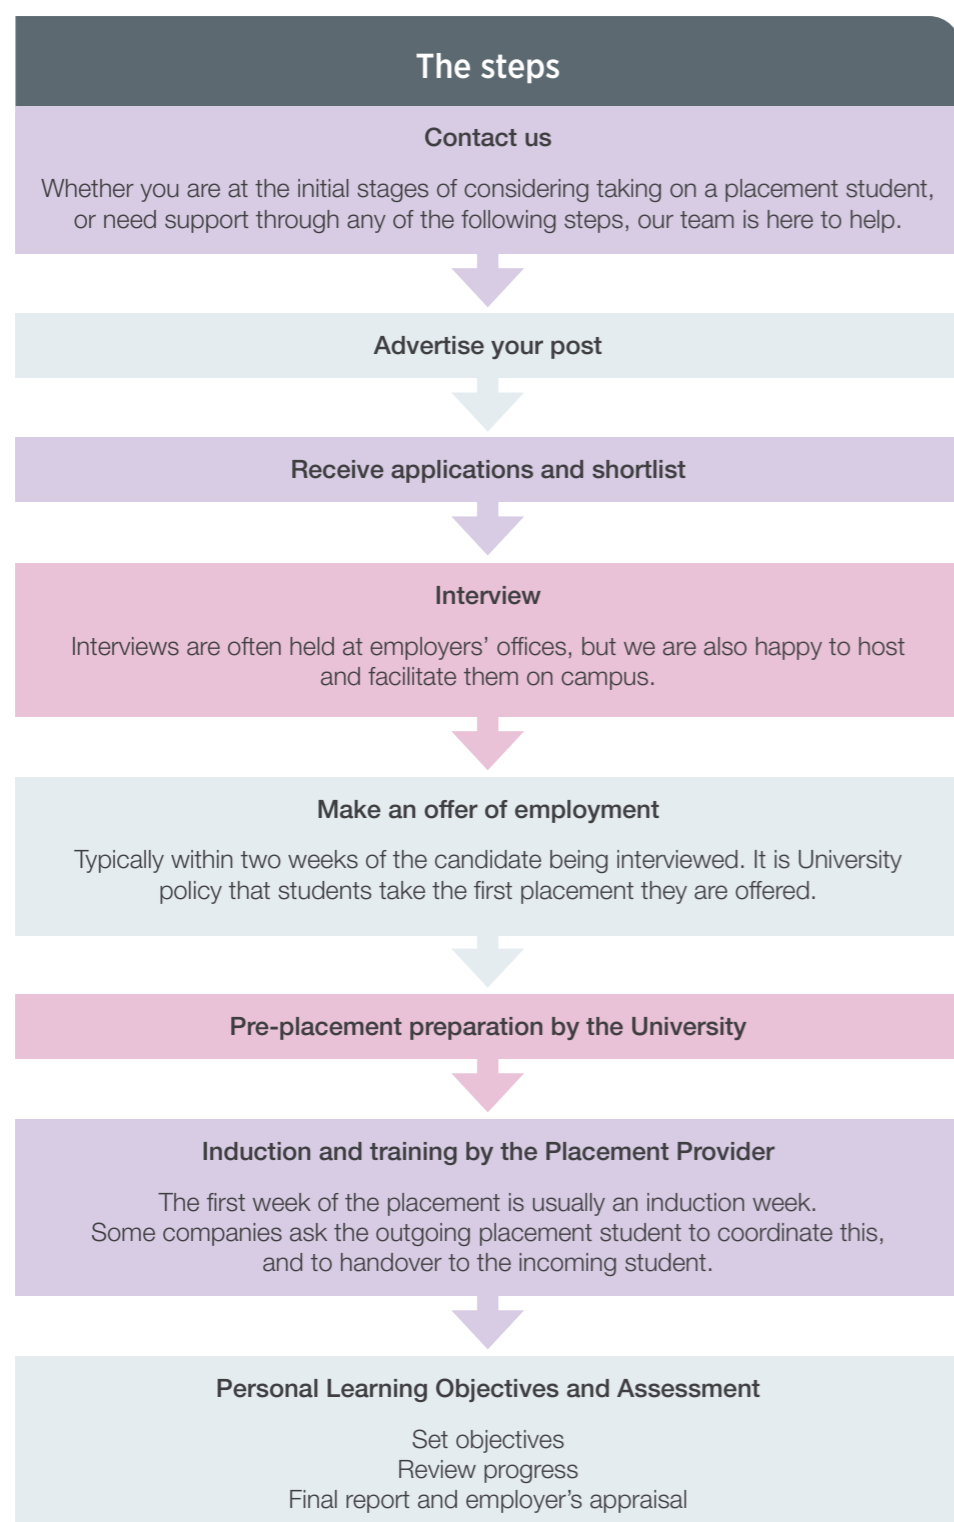 The steps
Contact us
Whether you are at the initial stages of considering taking on a placement student,
or need support through any of the following steps, our team is here to help.
Advertise your post
Receive applications and shortlist
Interview
Interviews are often held at employers’ offices, but we are also happy to host
and facilitate them on campus.
Make an offer of employment
Typically within two weeks of the candidate being interviewed. It is University
policy that students take the first placement they are offered.
Pre-placement preparation by the University
Induction and training by the Placement Provider
The first week of the placement is usually an induction week.
Some companies ask the outgoing placement student to coordinate this,
and to handover to the incoming student.
Personal Learning Objectives and Assessment
Set objectives
Review progress
Final report and employer’s appraisal